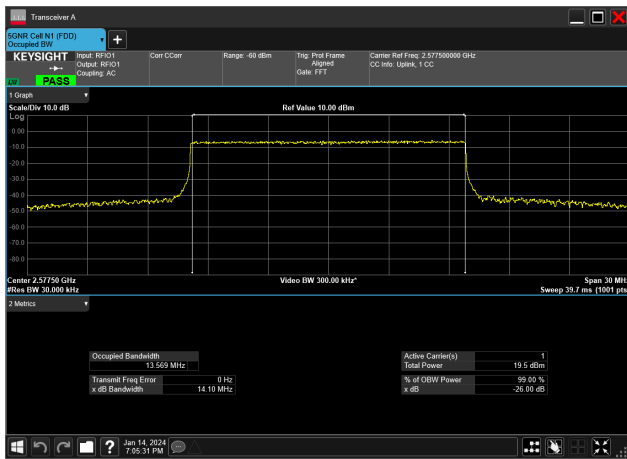 Transceiver A
5GNR Cell N1 (FDD)
Occupied BW
KEYSIGHT
Input: RFIO1
Output: RFIO1
Coupling: AC
Corr CCorr
Range: -60 dBm
Trig: Prot Frame
Aligned
Gate: FFT
Carrier Ref Freq: 2.577500000 GHz
CC Info: Uplink, 1 CC
PASS
1 Graph
Scale/Div 10.0 dB
Ref Value 10.00 dBm
Log
0.00
-10.0
-20.0
-30.0
-40.0
-50.0
-60.0
-70.0
-80.0
Center 2.57750 GHz
Video BW 300.00 kHz*
Span 30 MHz
#Res BW 30.000 kHz
Sweep 39.7 ms (1001 pts
2 Metrics
Occupied Bandwidth
13.569 MHz
Transmit Freq Error 0 Hz
x dB Bandwidth 14.10 MHz
Active Carrier(s) 1
Total Power 19.5 dBm
% of OBW Power 99.00 %
x dB -26.00 dB
Jan 14, 2024
7:05:31 PM